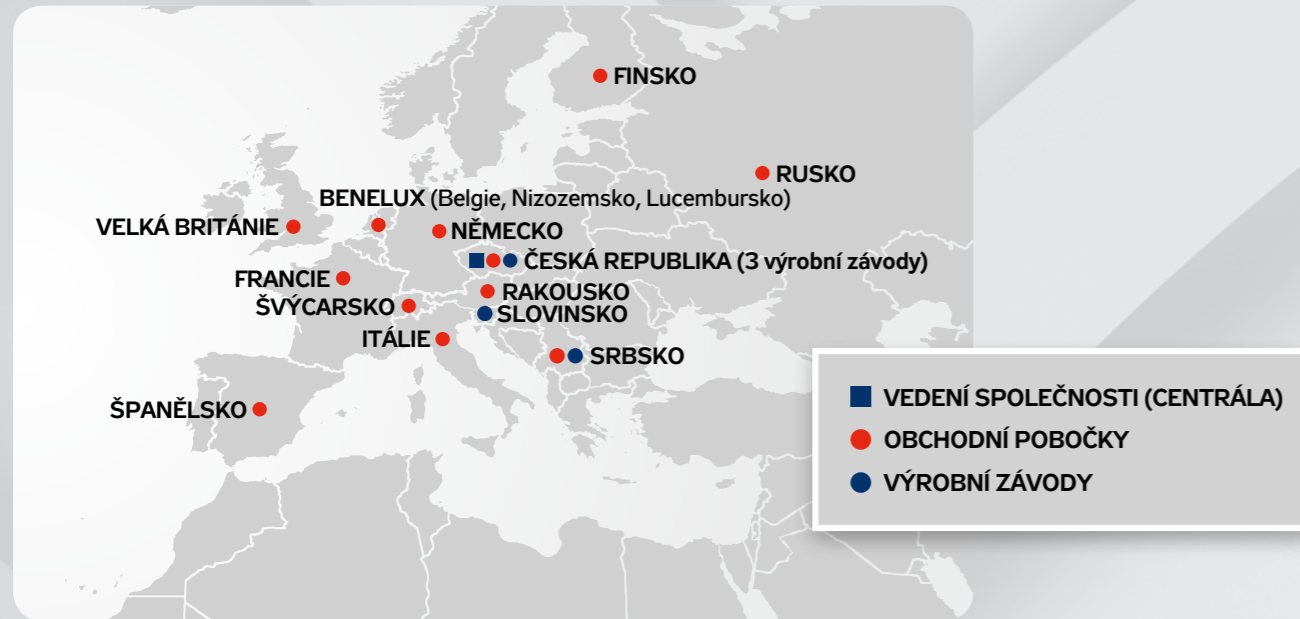 FINSKO
RUSKO
BENELUX (Belgie, Nizozemsko, Lucembursko)
VELKÁ BRITÁNIE
NĚMECKO
ČESKÁ REPUBLIKA (3 výrobní závody)
FRANCIE
RAKOUSKO
ŠVÝCARSKO
SLOVINSKO
ITÁLIE
SRBSKO
ŠPANĚLSKO
VEDENÍ SPOLEČNOSTI (CENTRÁLA)
OBCHODNÍ POBOČKY
VÝROBNÍ ZÁVODY